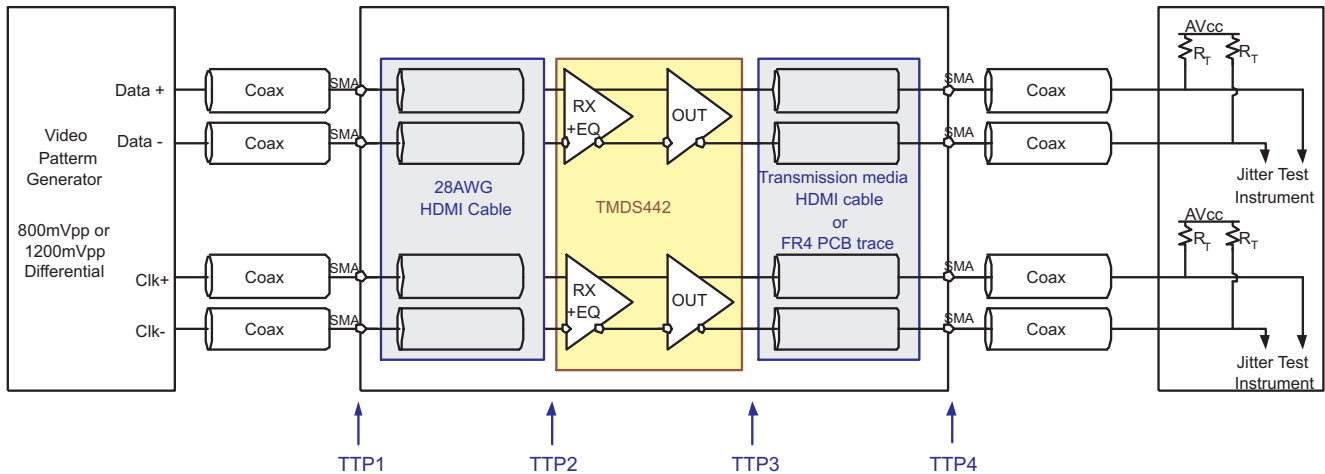 Video
Patterm
Generator
800mVpp or
1200mVpp
Differential
Data +
Data -
Clk+
Clk-
Coax
Coax
Coax
Coax
SMA
SMA
SMA
SMA
28AWG
HDMI Cable
RX
+EQ
OUT
TMDS442
RX
+EQ
OUT
Transmission media
HDMI cable
or
FR4 PCB trace
SMA
SMA
SMA
SMA
Coax
Coax
Coax
Coax
AVcc
RT
RT
Jitter Test
Instrument
AVcc
RT
RT
Jitter Test
Instrument
TTP1
TTP2
TTP3
TTP4